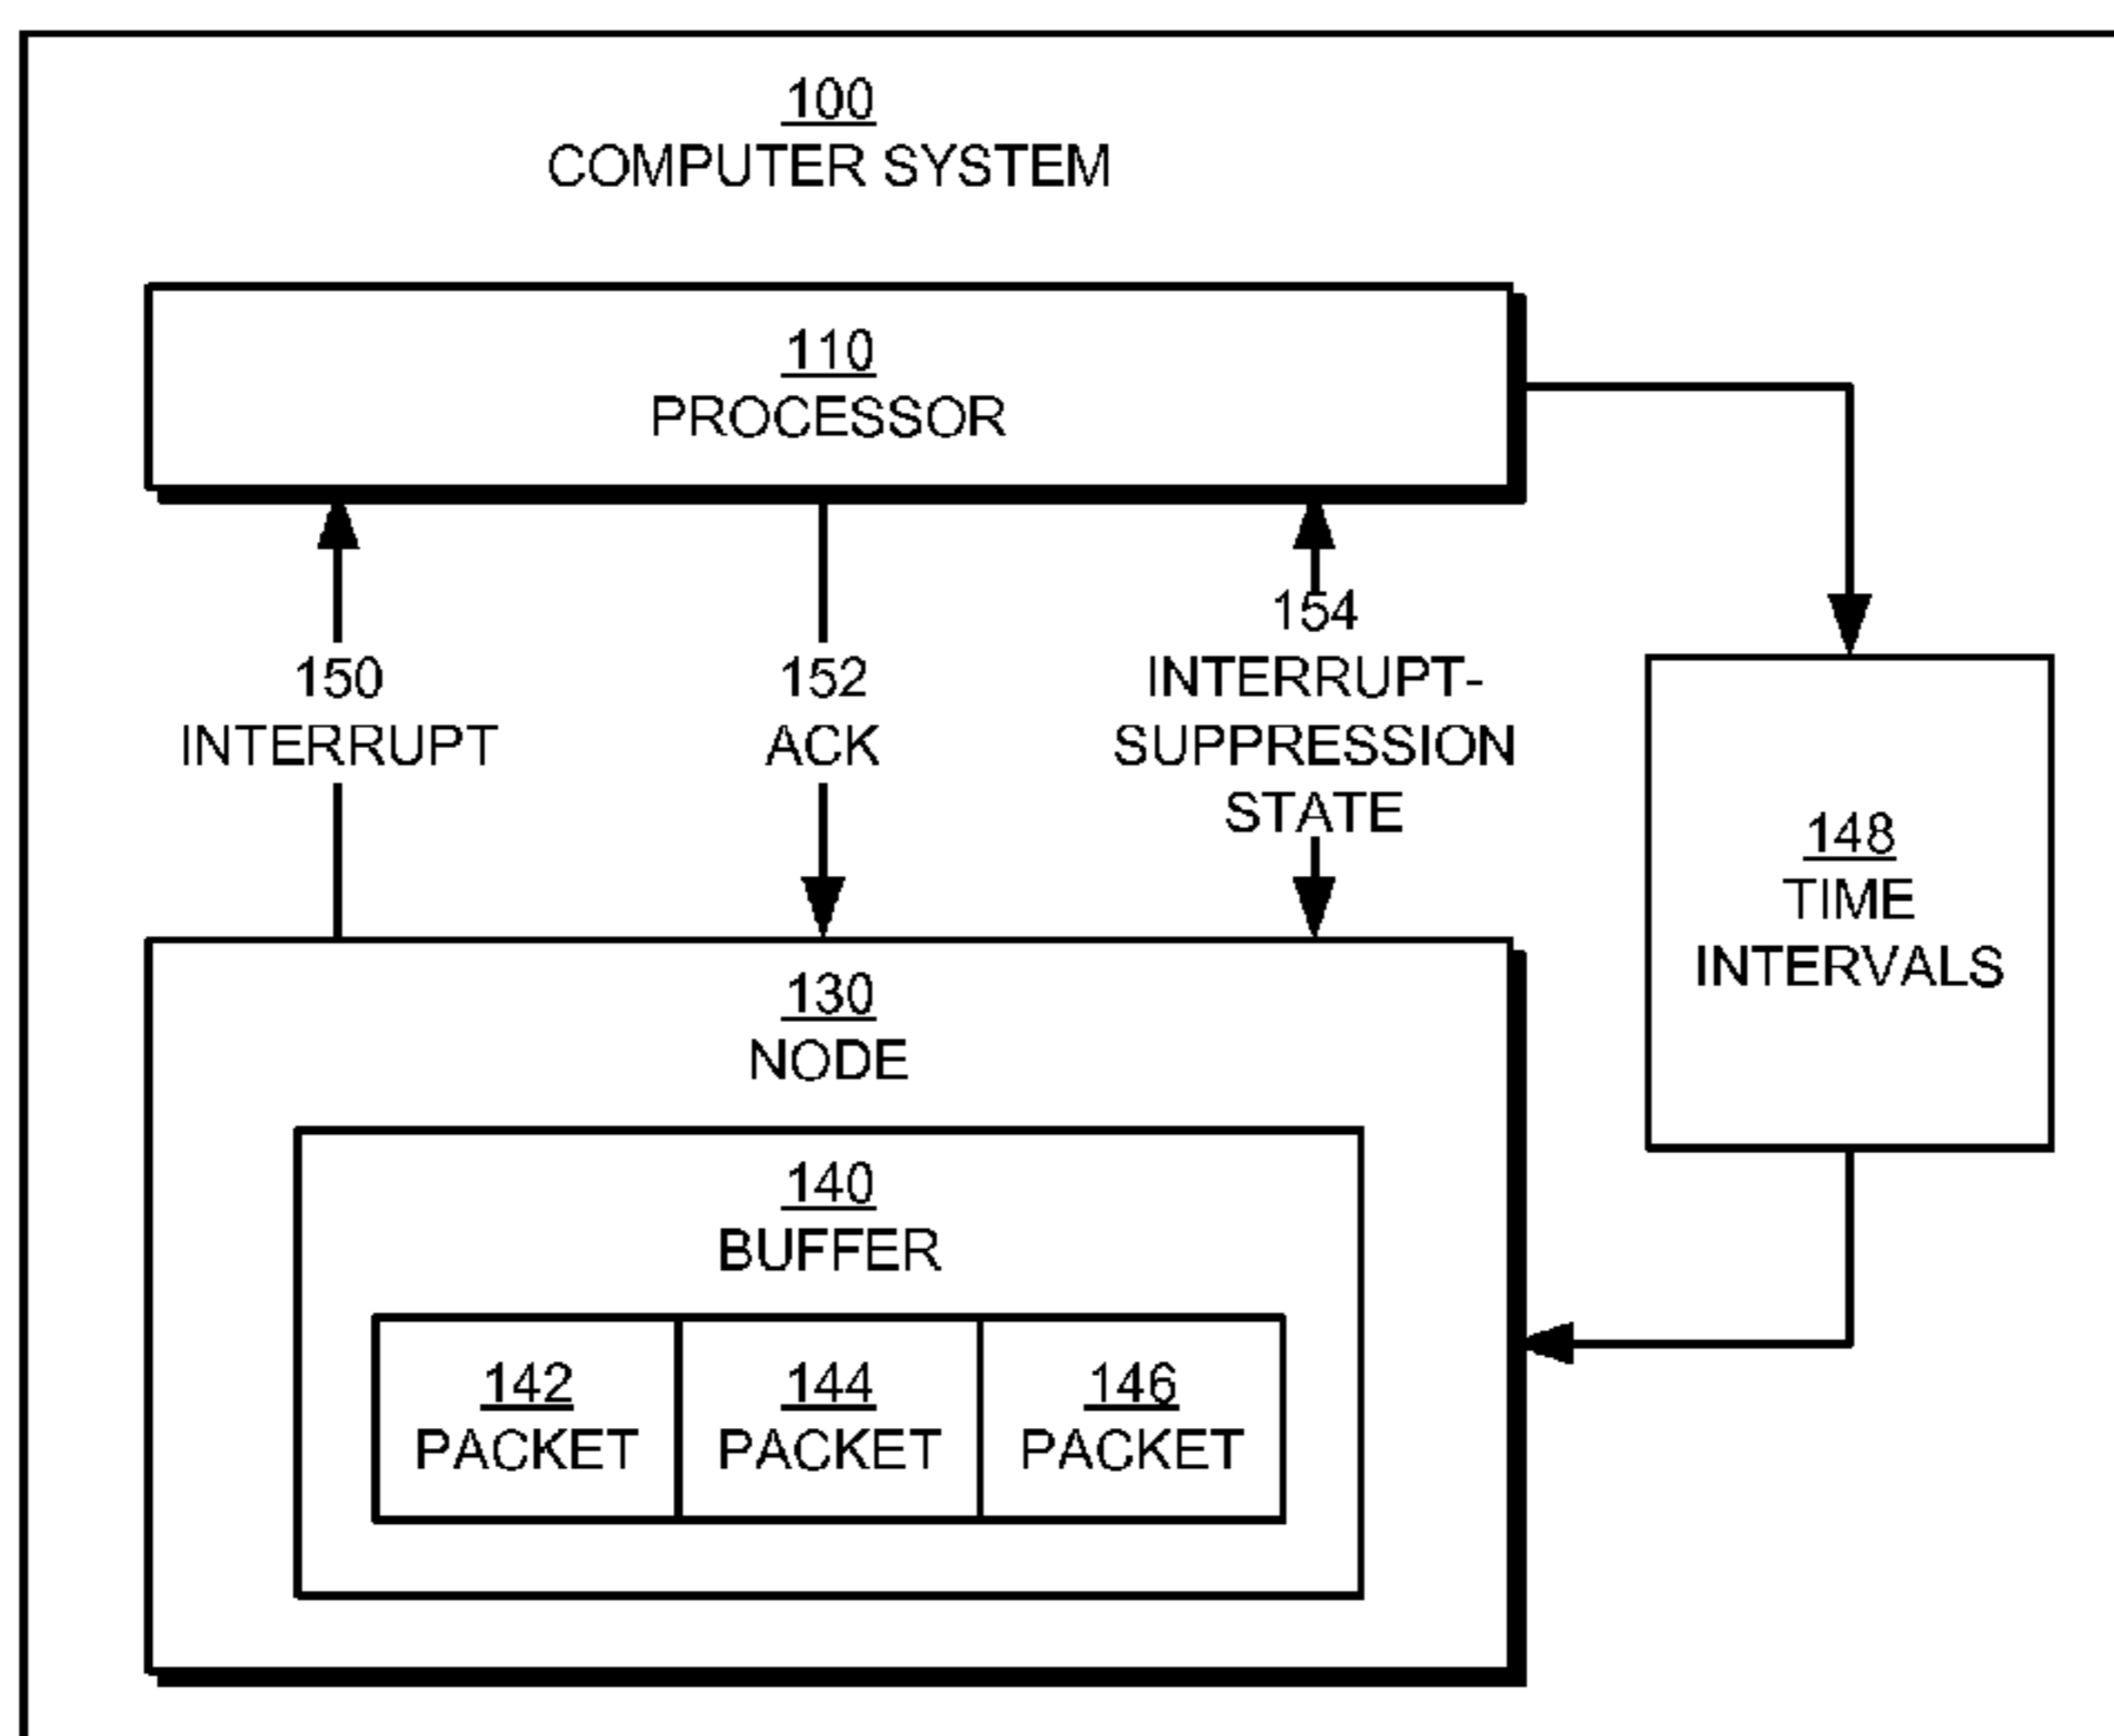 100
COMPUTER SYSTEM
110
PROCESSOR
150
INTERRUPT
152
ACK
154
INTERRUPT-
SUPPRESSION
STATE
148
TIME
INTERVALS
130
NODE
140
BUFFER
142
PACKET
144
PACKET
146
PACKET